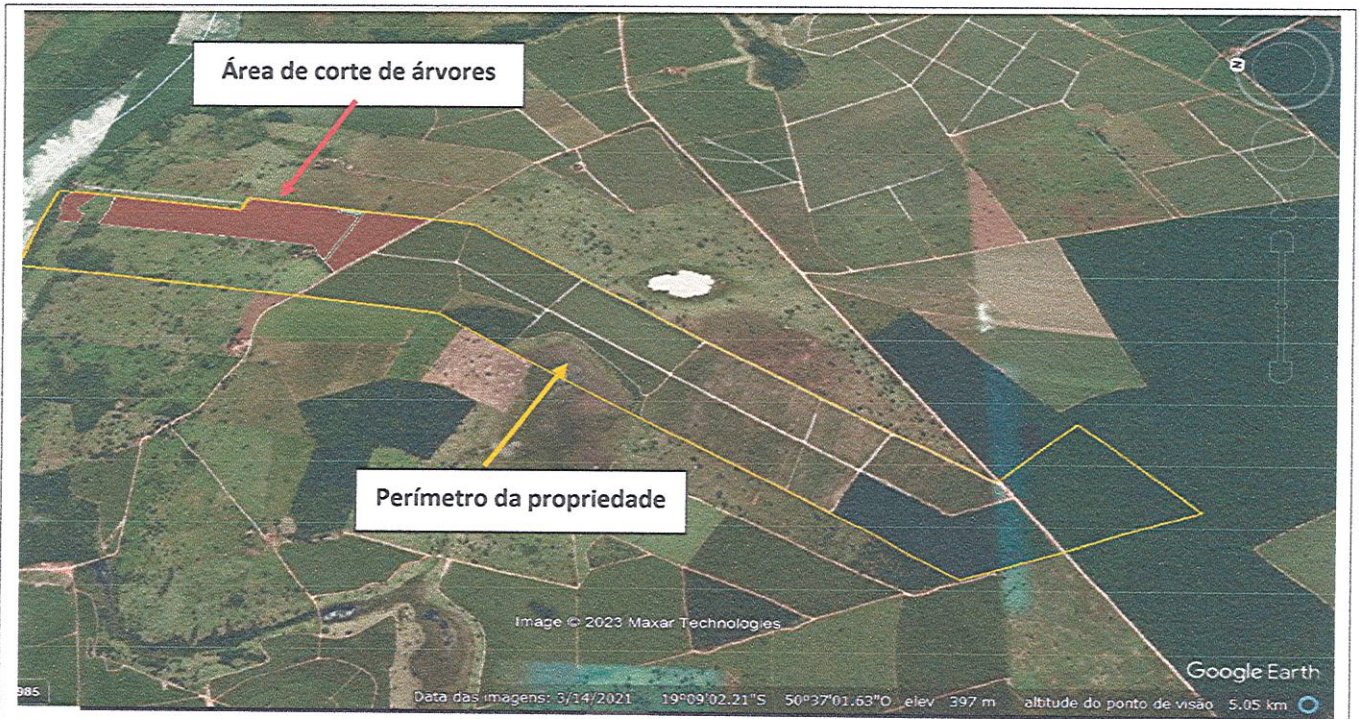 Área de corte de árvores
N
Perímetro da propriedade
Image © 2023 Maxar Technologies
Google Earth
985
Data das imagens: 3/14/2021 19°09'02.21"S 50°37'01.63"O elev 397 m altitude do ponto de visão 5.05 km